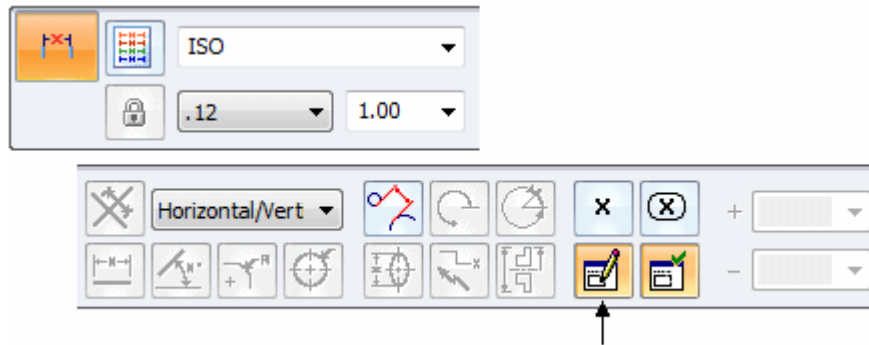 ISO
.12 1.00
Horizontal/Vert
x x
+
−